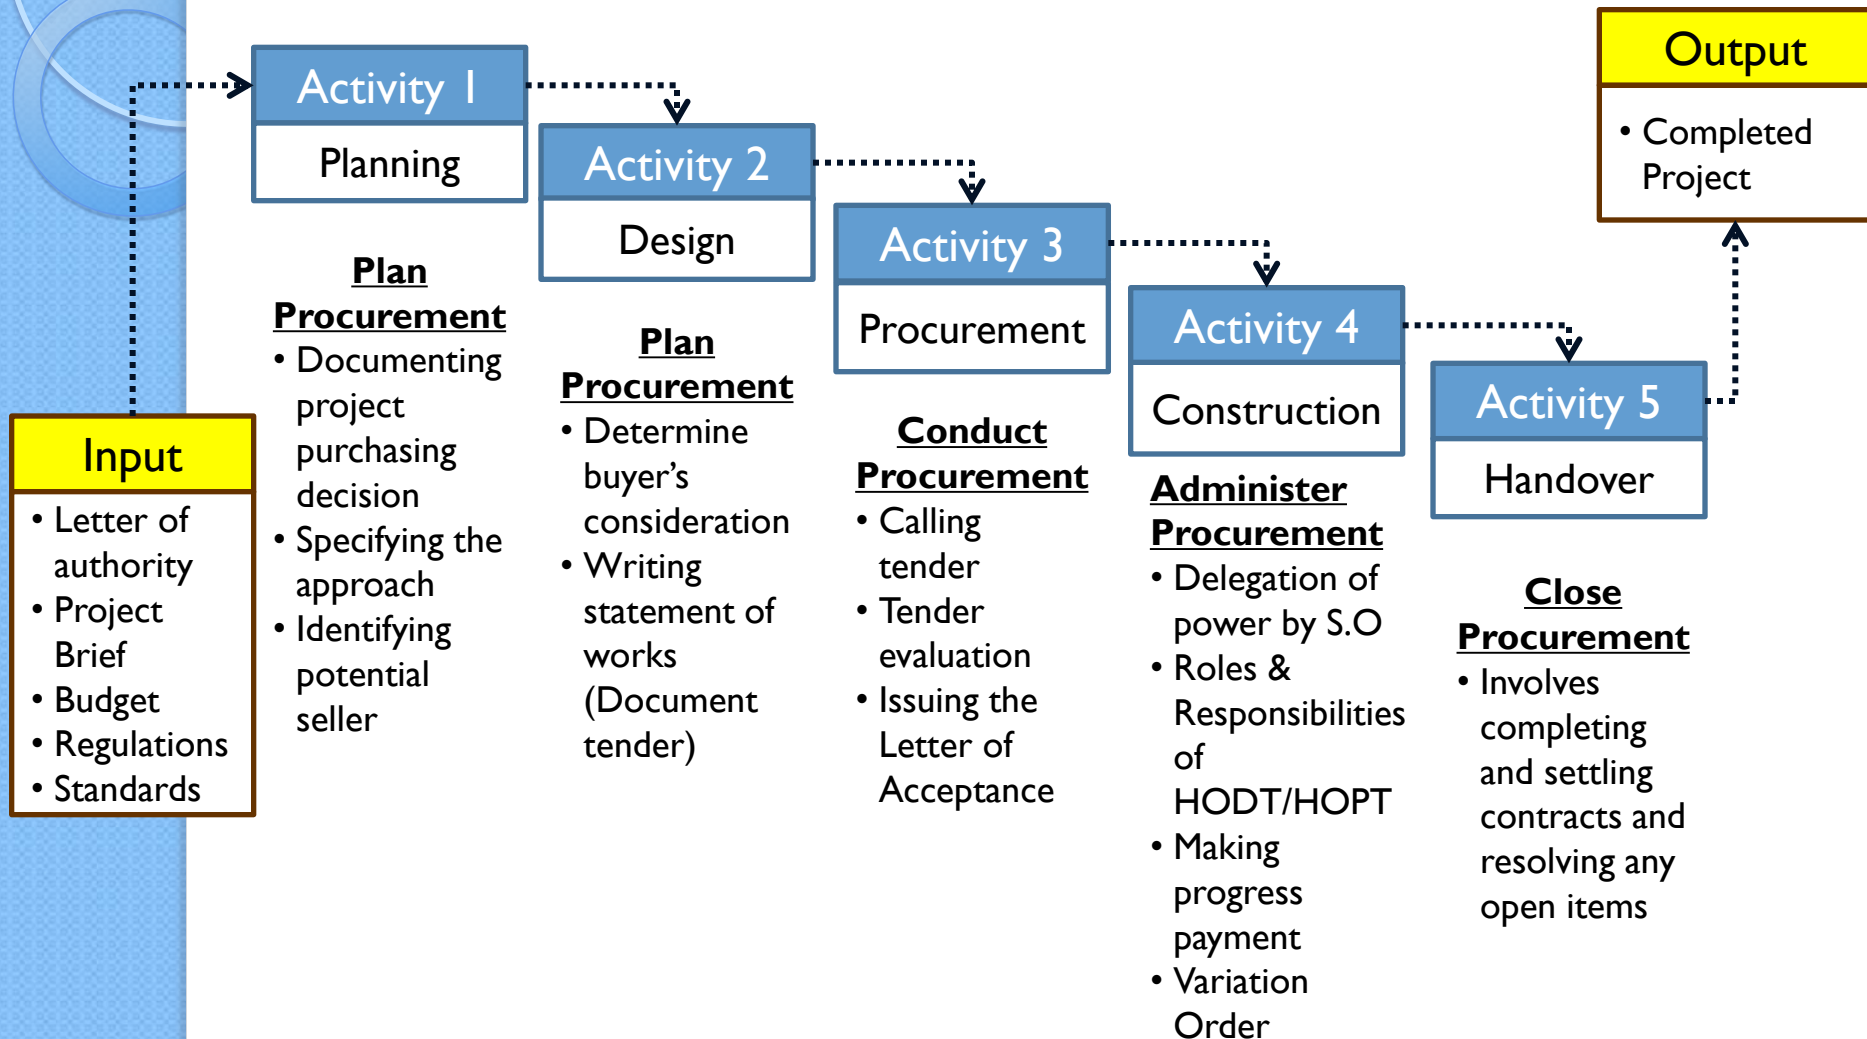 Input
• Letter of
authority
• Project
Brief
• Budget
• Regulations
• Standards
Activity 1
Planning
Plan
Procurement
• Documenting
project
purchasing
decision
• Specifying the
approach
• Identifying
potential
seller
Activity 2
Design
Plan
Procurement
• Determine
buyer’s
consideration
• Writing
statement of
works
(Document
tender)
Activity 3
Procurement
Conduct
Procurement
• Calling
tender
• Tender
evaluation
• Issuing the
Letter of
Acceptance
Activity 4
Construction
Administer
Procurement
• Delegation of
power by S.O
• Roles &
Responsibilities
of
HODT/HOPT
• Making
progress
payment
• Variation
Order
Activity 5
Handover
Close
Procurement
• Involves
completing
and settling
contracts and
resolving any
open items
Output
• Completed
Project